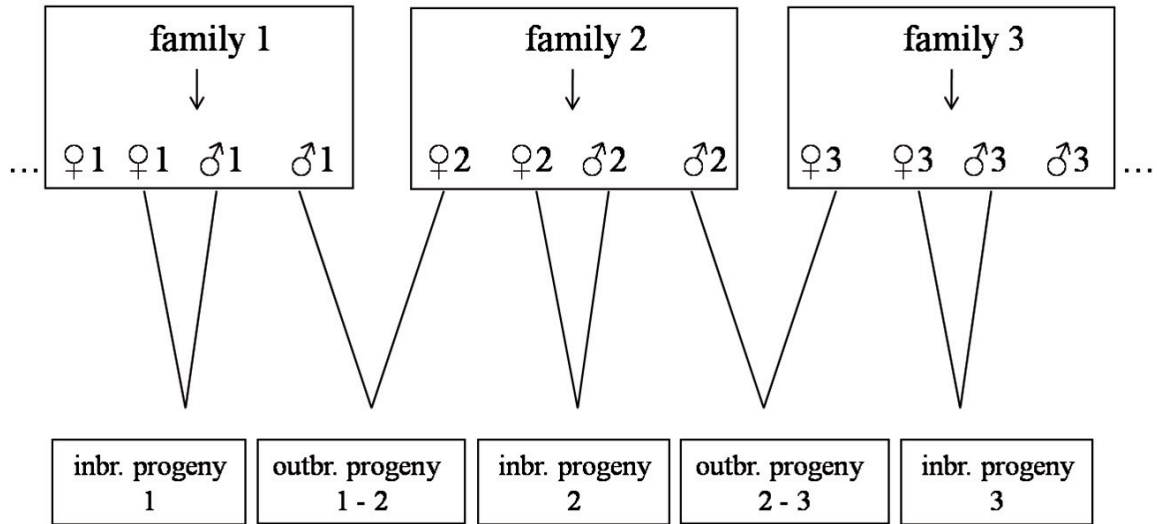 family 1 family 2 family 3
... ♀1 ♀1 ♂1 ♂1 ♀2 ♀2 ♂2 ♂2 ♀3 ♀3 ♂3 ♂3 ...
inbr. progeny outbr. progeny inbr. progeny outbr. progeny inbr. progeny
1 1 - 2 2 2 - 3 3